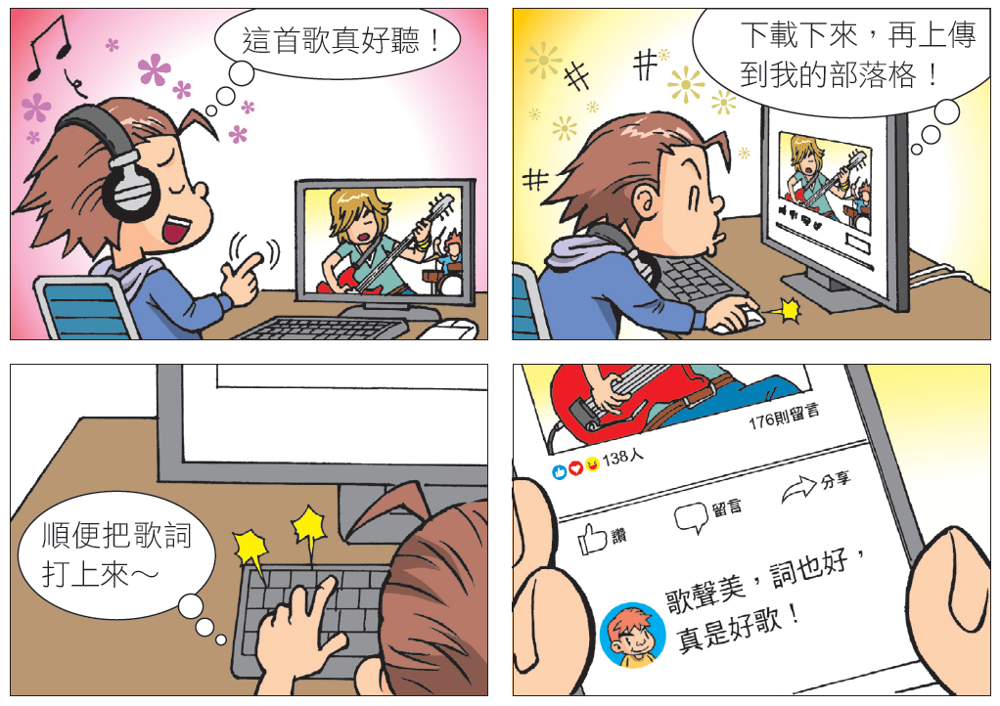 這首歌真好聽！
下載下來，再上傳
到我的部落格！
順便把歌詞
打上來～
176則留言
138人
讚
留言
分享
歌聲美，詞也好，
真是好歌！